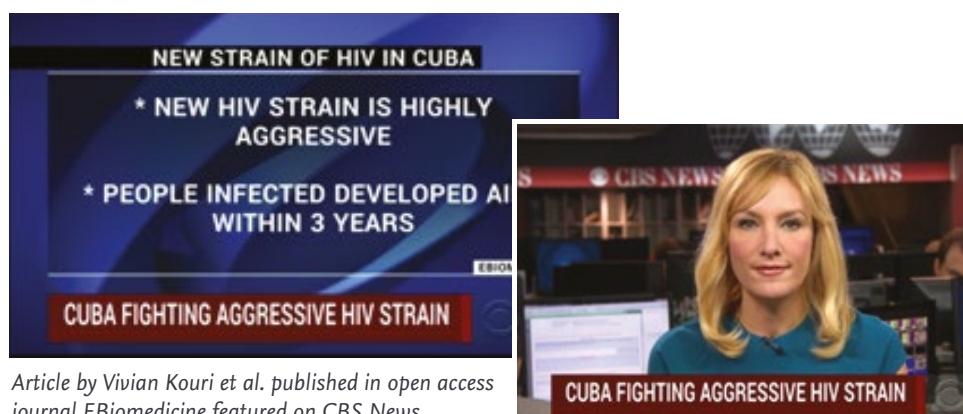 NEW STRAIN OF HIV IN CUBA
* NEW HIV STRAIN IS HIGHLY
AGGRESSIVE
* PEOPLE INFECTED DEVELOPED
WITHIN 3 YEARS
CUBA FIGHTING AGGRESSIVE HIV STRAIN
CBS NEWS
NEWS
CUBA FIGHTING AGGRESSIVE HIV STRAIN
Article by Vivian Kouri et al. published in open access
journal EBiomedicine featured on CBS News